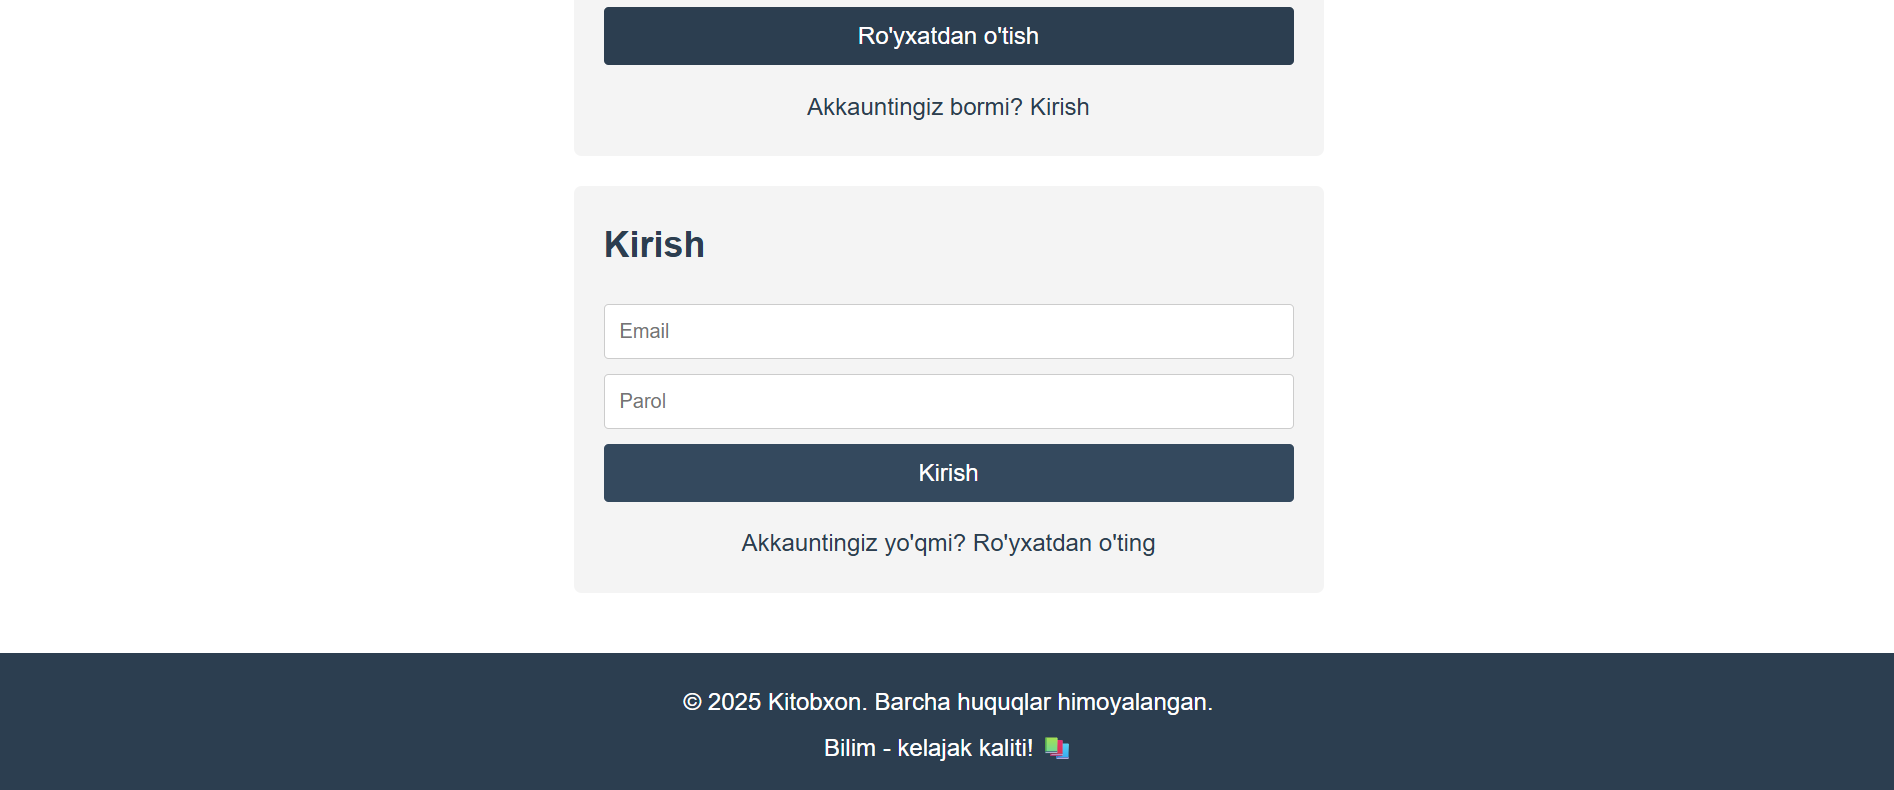 Ro'yxatdan o'tish
Akkauntingiz bormi? Kirish
Kirish
Email
Parol
Kirish
Akkauntingiz yo'qmi? Ro'yxatdan o'ting
© 2025 Kitobxon. Barcha huquqlar himoyalangan.
Bilim - kelajak kaliti! 📚